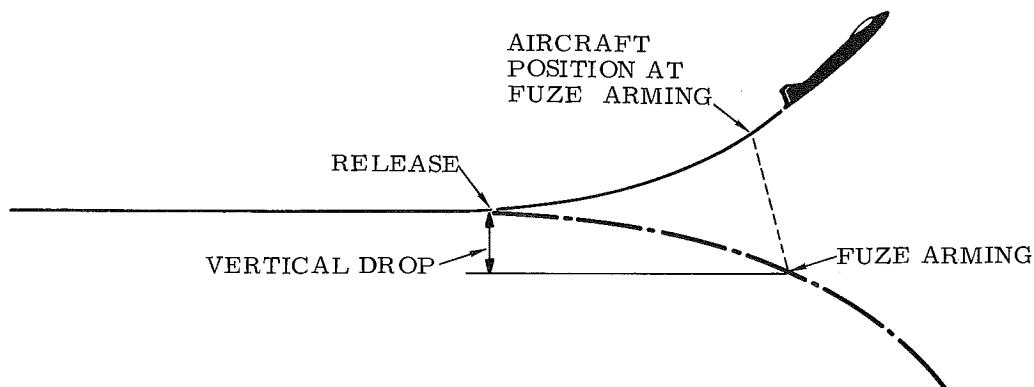 AIRCRAFT
POSITION AT
FUZE ARMING
RELEASE
VERTICAL DROP
FUZE ARMING